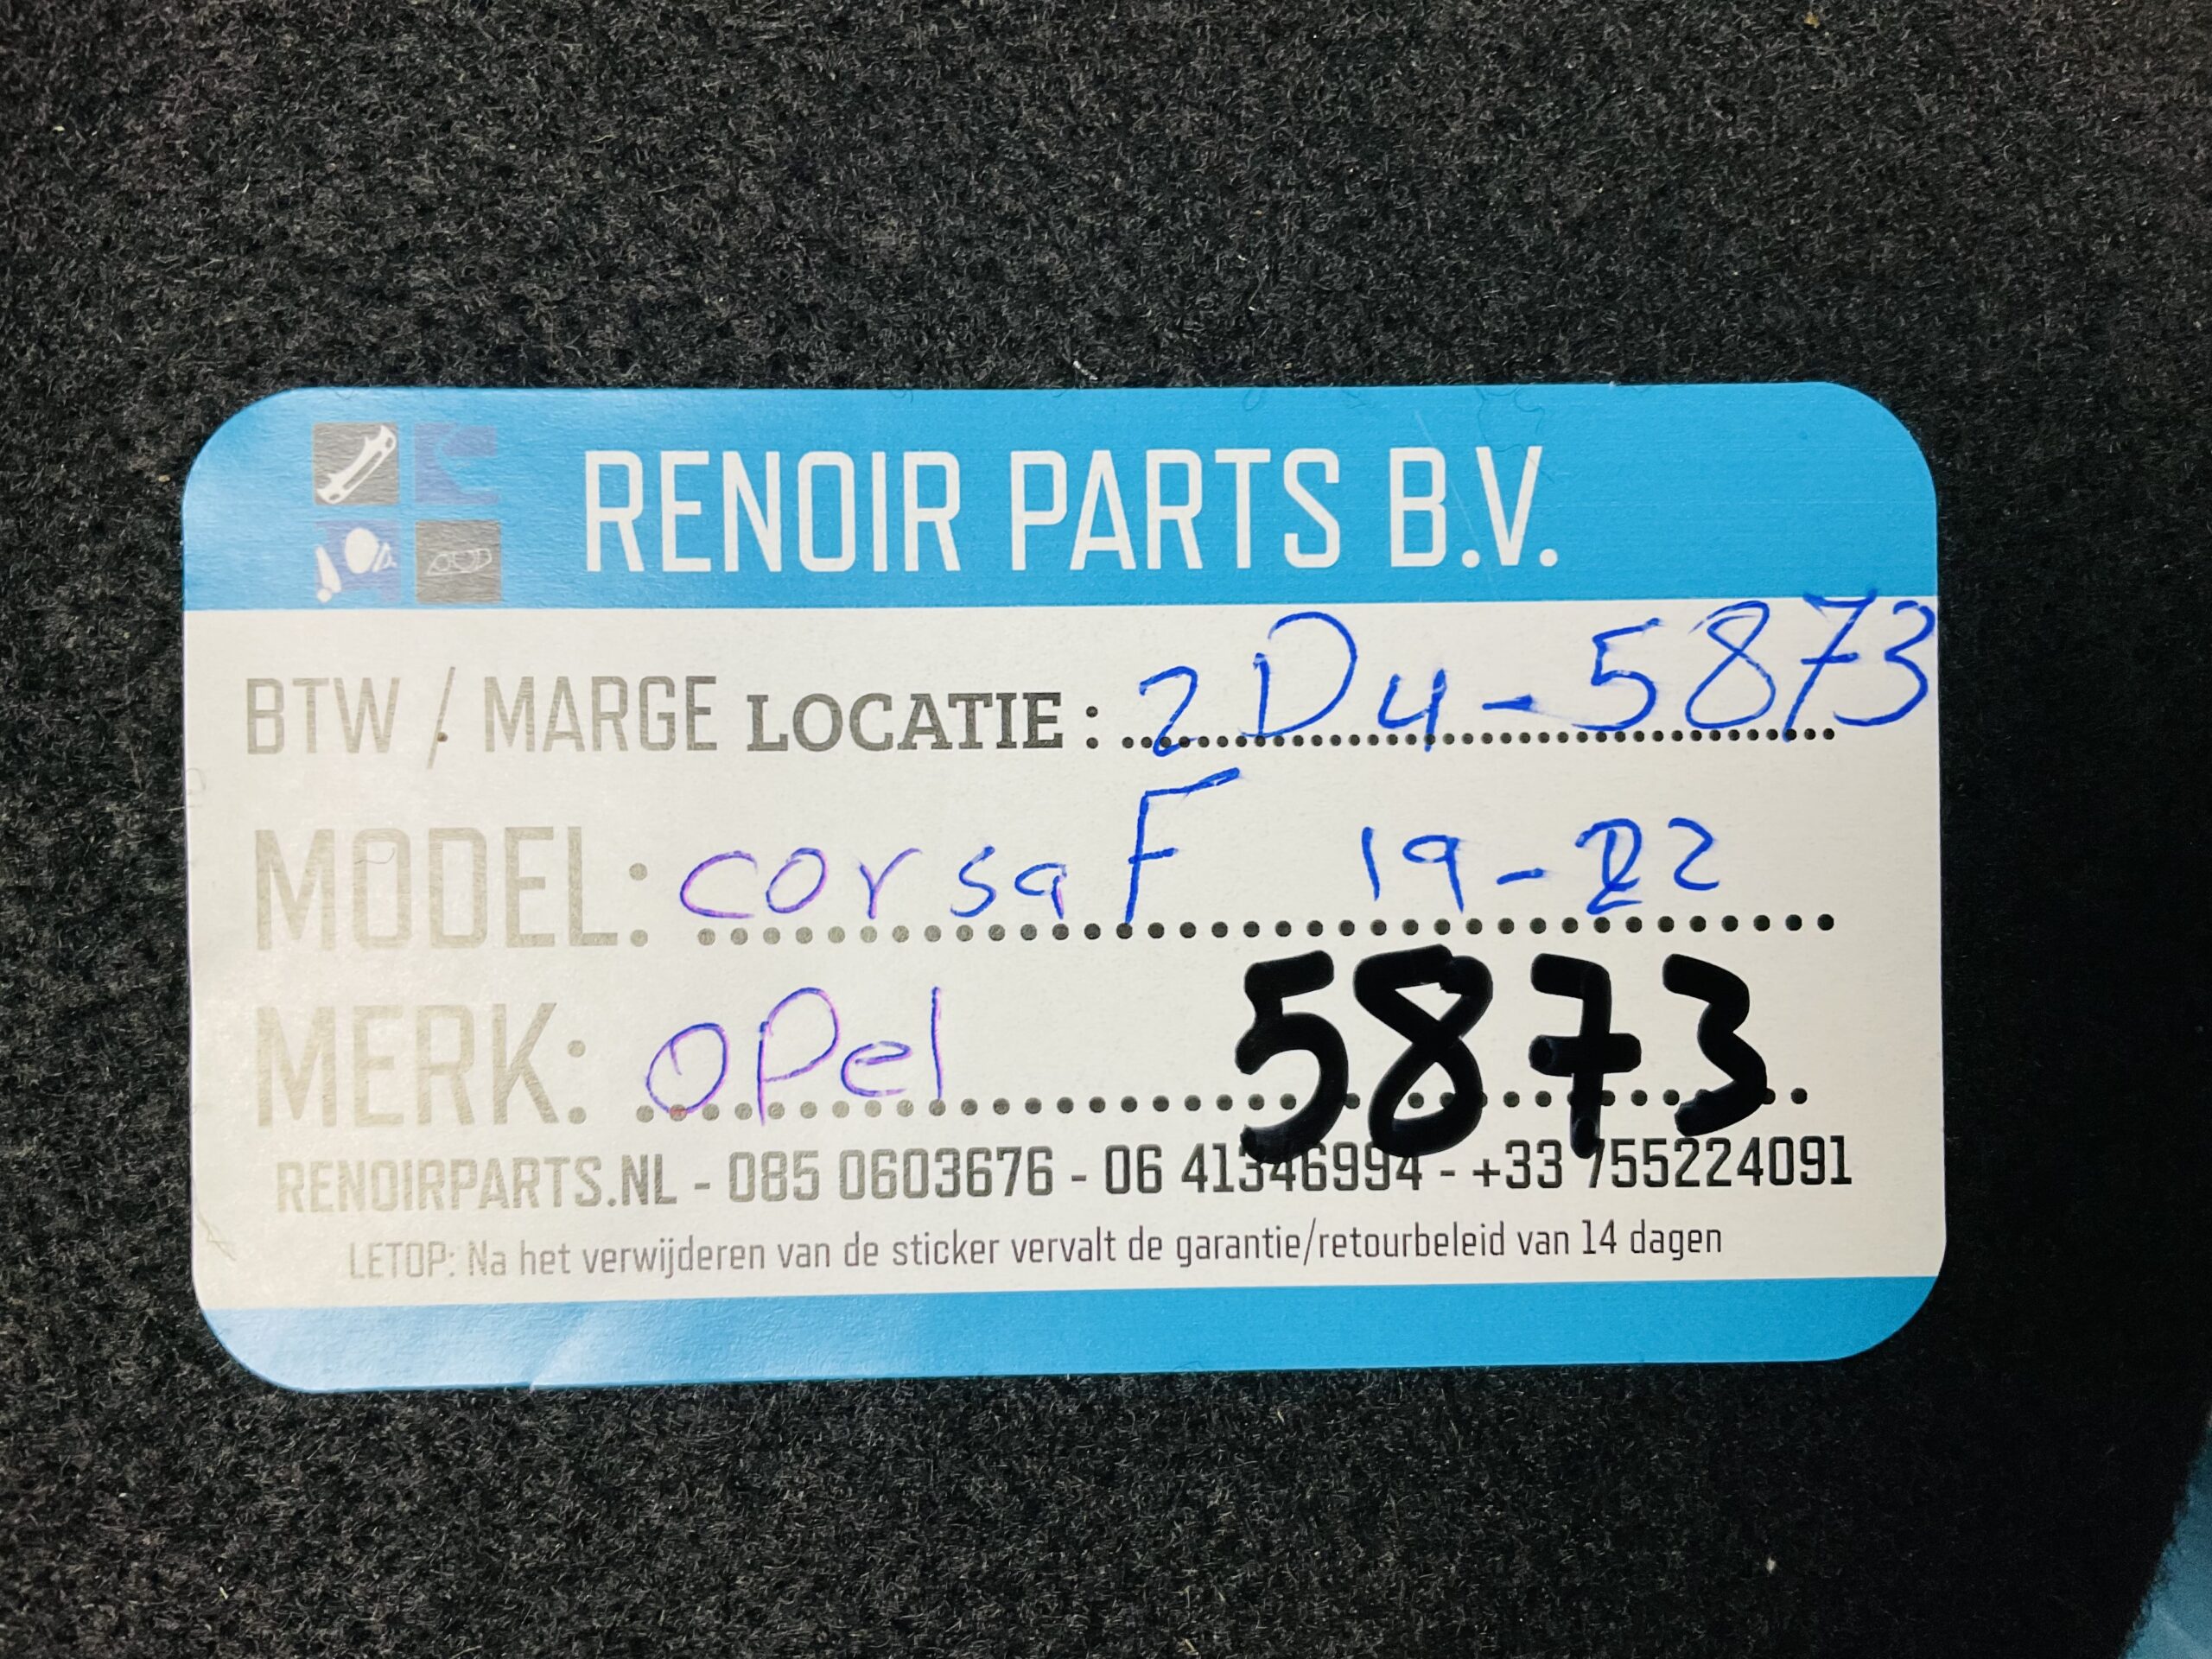 RENOIR PARTS B.V.
BTW / MARGE LOCATIE : 2D4-5873
MODEL: corsa F 19-22
MERK: opel 5873
RENOIRPARTS.NL - 085 0603676 - 06 41346994 - +33 755224091
LETOP: Na het verwijderen van de sticker vervalt de garantie/retourbeleid van 14 dagen